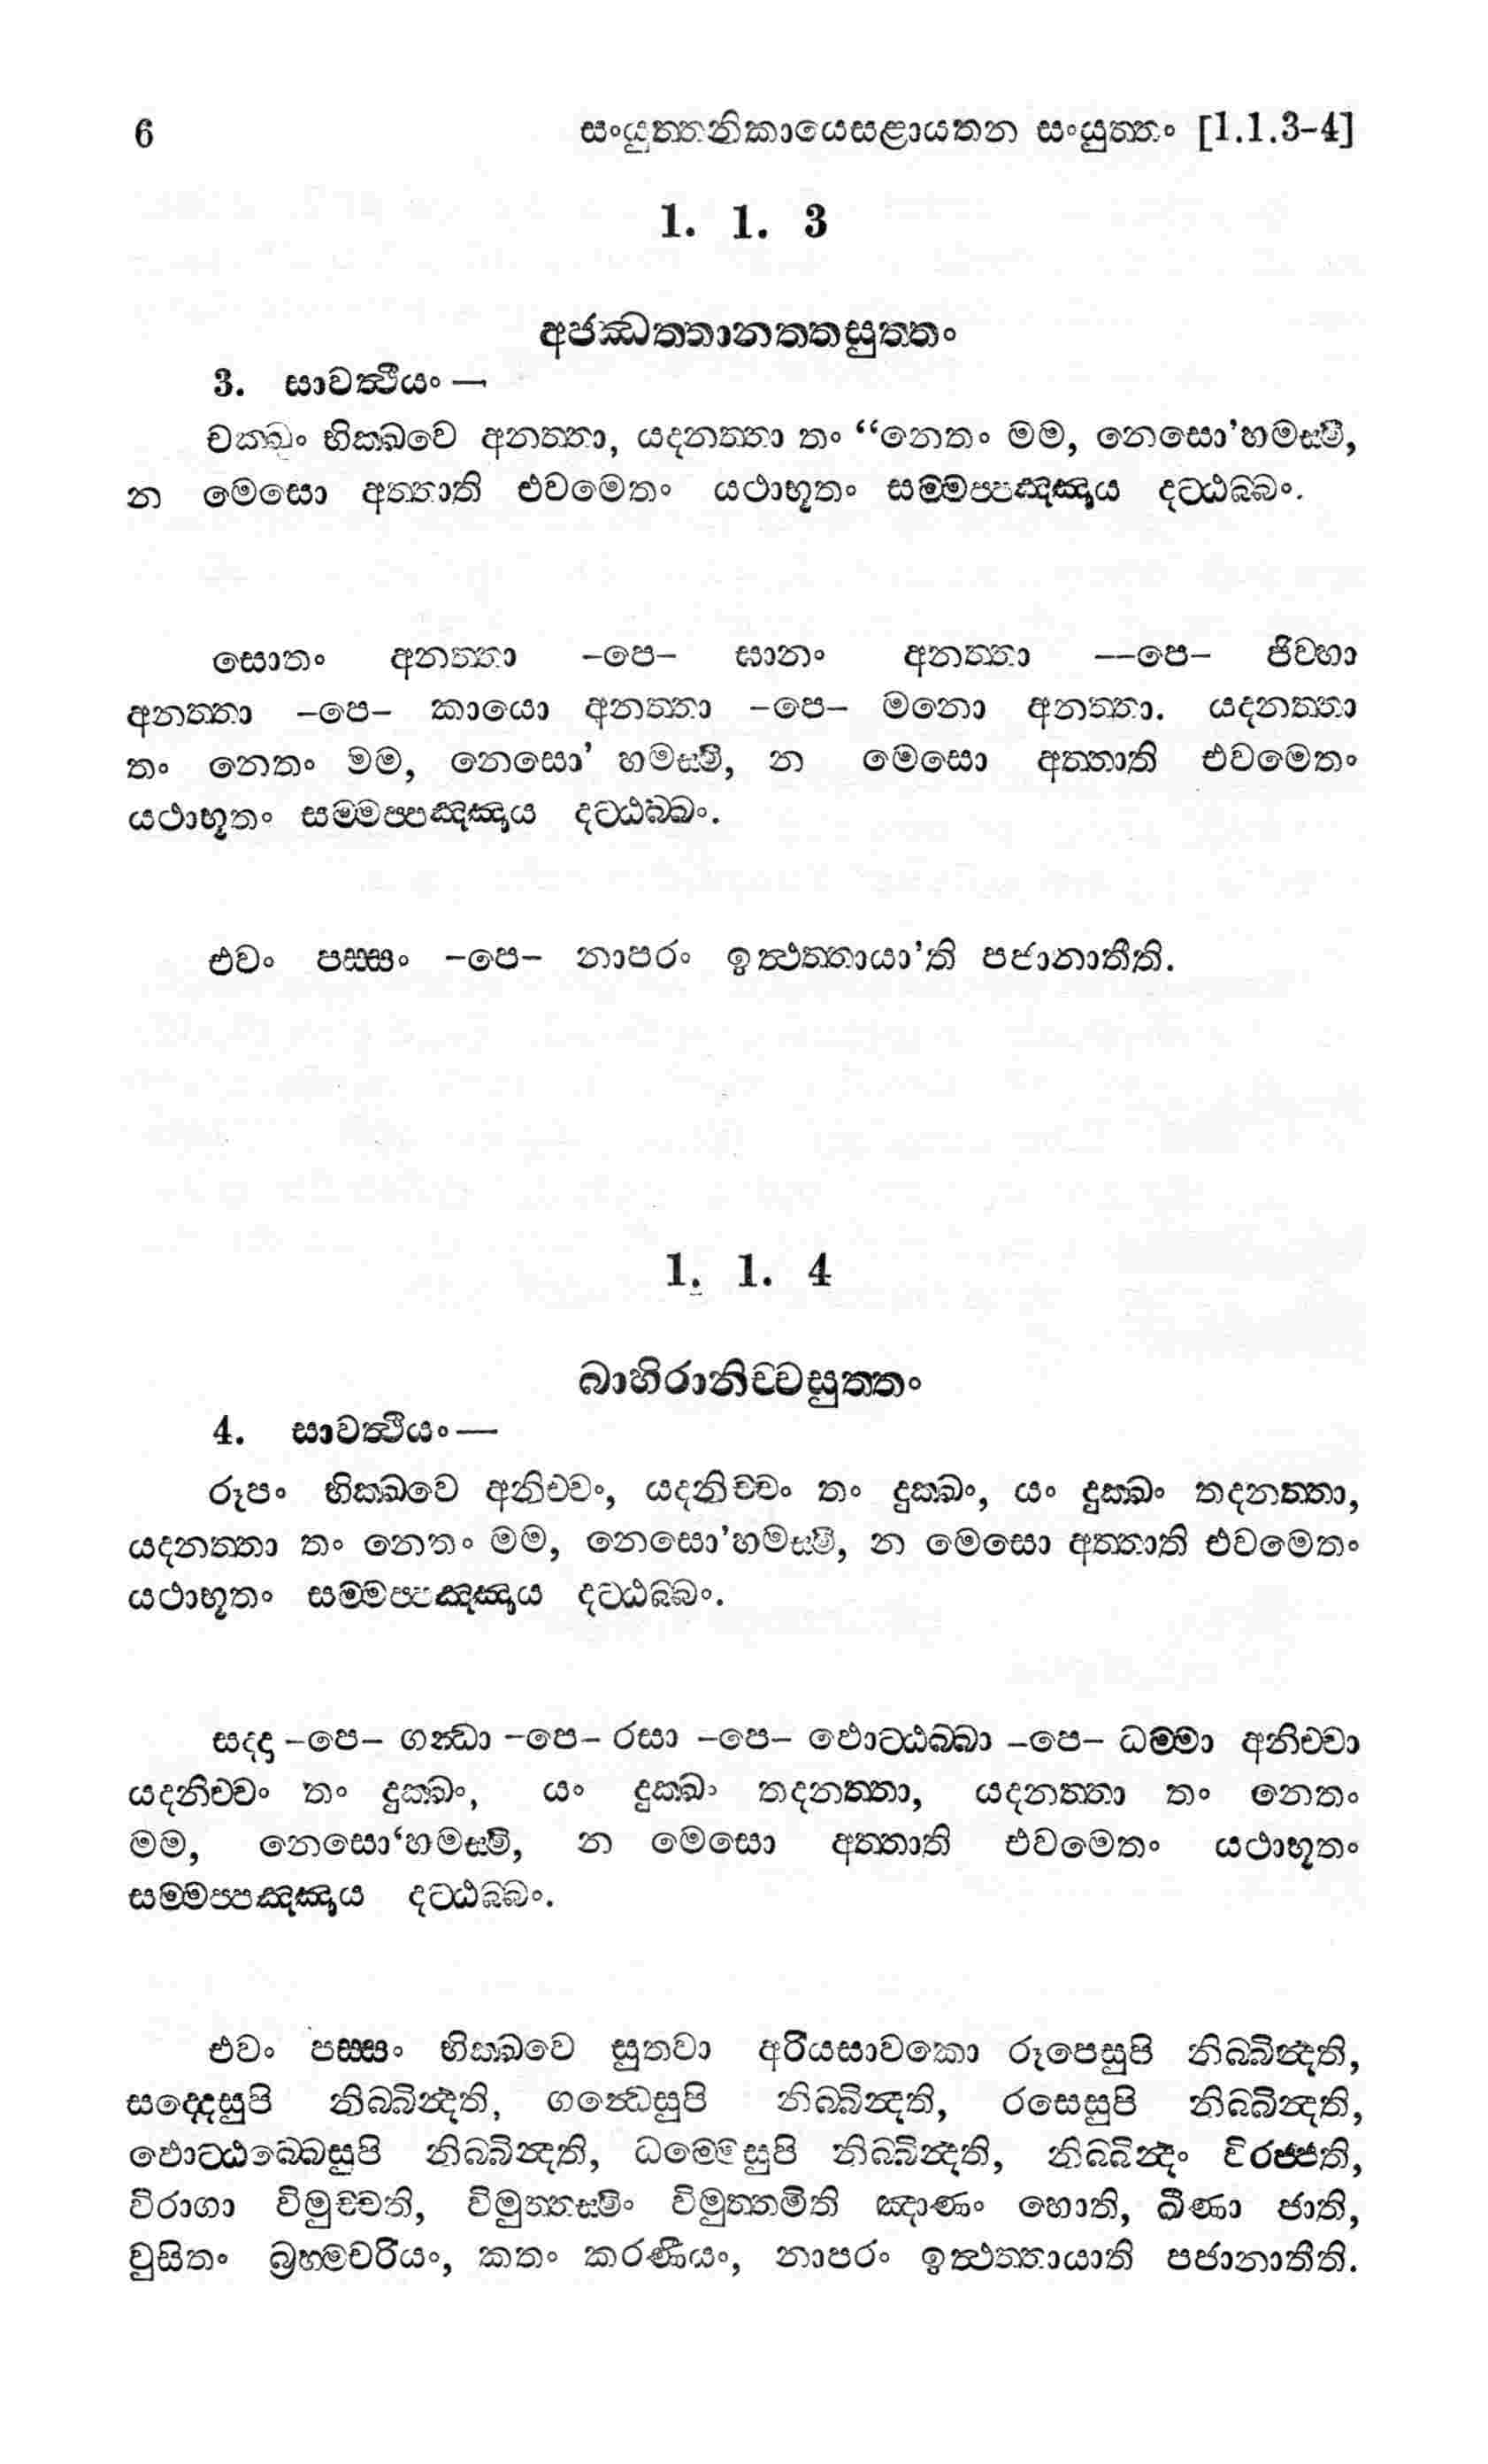 6 සංයුත්තනිකායෙසළායතන සංයුත්තං [1.1.3-4]
1. 1. 3
අජ්ඣත්තානත්තසුත්තං
3. සාවත්ථියං —
චක්ඛුං භික්ඛවෙ අනත්තා, යදනත්තා තං “නෙතං මම, නෙසො’හමස්මි,
න මෙසො අත්තාති එවමෙතං යථාභූතං සම්මප්පඤ්ඤාය දට්ඨබ්බං.
සොතං අනත්තා -පෙ- ඝානං අනත්තා --පෙ- ජිව්හා
අනත්තා -පෙ- කායො අනත්තා -පෙ- මනො අනත්තා. යදනත්තා
තං නෙතං මම, නෙසො’ හමස්මි, න මෙසො අත්තාති එවමෙතං
යථාභූතං සම්මප්පඤ්ඤාය දට්ඨබ්බං.
එවං පස්සං -පෙ- නාපරං ඉත්ථත්තායා’ති පජානාතීති.
1. 1. 4
බාහිරානිච්චසුත්තං
4. සාවත්ථියං —
රූපං භික්ඛවෙ අනිච්චං, යදනිච්චං තං දුක්ඛං, යං දුක්ඛං තදනත්තා,
යදනත්තා තං නෙතං මම, නෙසො’හමස්මි, න මෙසො අත්තාති එවමෙතං
යථාභූතං සම්මප්පඤ්ඤාය දට්ඨබ්බං.
සද්දා -පෙ- ගන්ධා -පෙ- රසා -පෙ- ඵොට්ඨබ්බා -පෙ- ධම්මා අනිච්චා
යදනිච්චං තං දුක්ඛං, යං දුක්ඛං තදනත්තා, යදනත්තා තං නෙතං
මම, නෙසො‘හමස්මි, න මෙසො අත්තාති එවමෙතං යථාභූතං
සම්මප්පඤ්ඤාය දට්ඨබ්බං.
එවං පස්සං භික්ඛවෙ සුතවා අරියසාවකො රූපෙසුපි නිබ්බින්දති,
සද්දෙසුපි නිබ්බින්දති, ගන්ධෙසුපි නිබ්බින්දති, රසෙසුපි නිබ්බින්දති,
ඵොට්ඨබ්බෙසුපි නිබ්බින්දති, ධම්මෙසුපි නිබ්බින්දති, නිබ්බින්දං විරජ්ජති,
විරාගා විමුච්චති, විමුත්තස්මිං විමුත්තමිති ඤාණං හොති, ඛීණා ජාති,
වුසිතං බ්‍රහ්මචරියං, කතං කරණීයං, නාපරං ඉත්ථත්තායාති පජානාතීති.